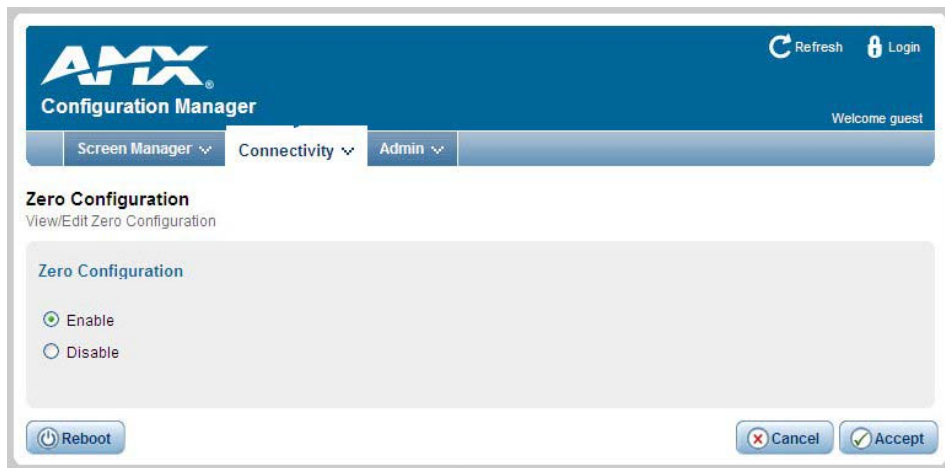 AMX®
Refresh
Login
Configuration Manager
Welcome guest
Screen Manager
Connectivity
Admin
Zero Configuration
View/Edit Zero Configuration
Zero Configuration
Enable
Disable
Reboot
Cancel
Accept